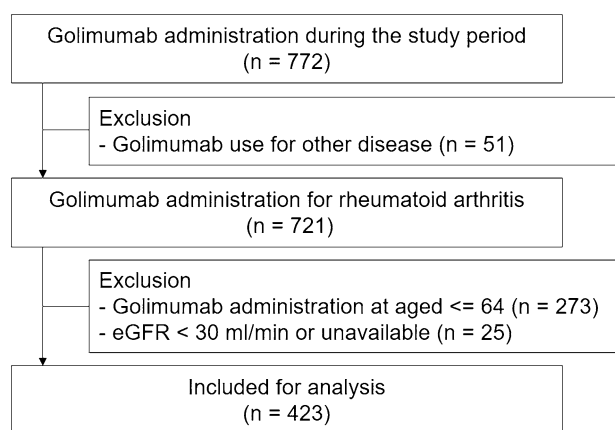 Golimumab administration during the study period
(n = 772)
Exclusion
- Golimumab use for other disease (n = 51)
Golimumab administration for rheumatoid arthritis
(n = 721)
Exclusion
- Golimumab administration at aged <= 64 (n = 273)
- eGFR < 30 ml/min or unavailable (n = 25)
Included for analysis
(n = 423)